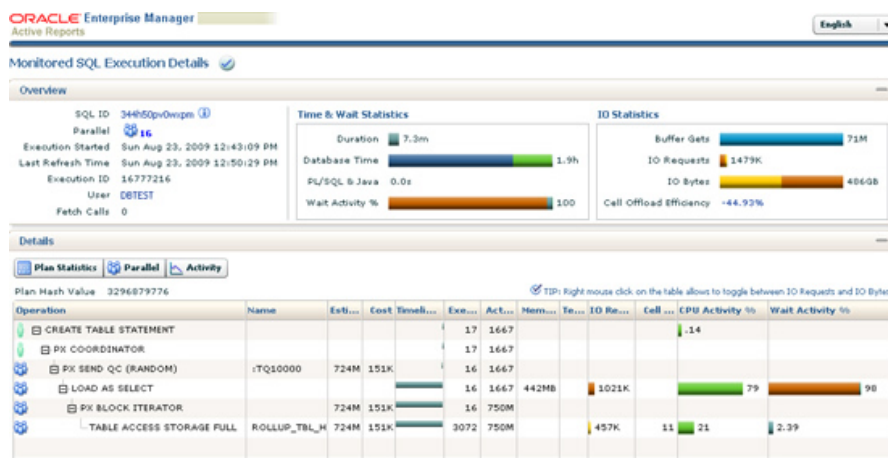 ORACLE Enterprise Manager
Active Reports
English
Monitored SQL Execution Details
Overview
SQL ID 344h50pv0wxpm
Parallel 16
Execution Started Sun Aug 23, 2009 12:43:09 PM
Last Refresh Time Sun Aug 23, 2009 12:50:29 PM
Execution ID 16777216
User DBTEST
Fetch Calls 0
Time & Wait Statistics
Duration 7.3m
Database Time 1.9h
PL/SQL & Java 0.0s
Wait Activity % 100
IO Statistics
Buffer Gets 71M
IO Requests 1479K
IO Bytes 486GB
Cell Offload Efficiency -44.93%
Details
Plan Statistics Parallel Activity
Plan Hash Value 3296879776
TIP: Right mouse click on the table allows to toggle between IO Requests and IO Bytes
Operation Name Esti... Cost Timeli... Exe... Act... Mem... Te... IO Re... Cell ... CPU Activity % Wait Activity %
CREATE TABLE STATEMENT 17 1667 .14
PX COORDINATOR 17 1667
PX SEND QC (RANDOM) :TQ10000 724M 151K 16 1667
LOAD AS SELECT 16 1667 442MB 1021K 79 98
PX BLOCK ITERATOR 724M 151K 16 750M
TABLE ACCESS STORAGE FULL ROLLUP_TBL_H 724M 151K 3072 750M 457K 11 21 2.39